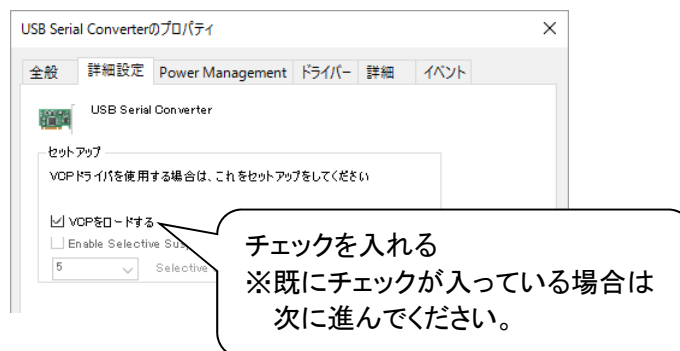 USB Serial Converterのプロパティ
全般 詳細設定 Power Management ドライバー 詳細 イベント
USB Serial Converter
セットアップ
VCPドライバを使用する場合は、これをセットアップをしてください
VCPをロードする
Enable Selective
5 Selective
チェックを入れる
※既にチェックが入っている場合は
次に進んでください。